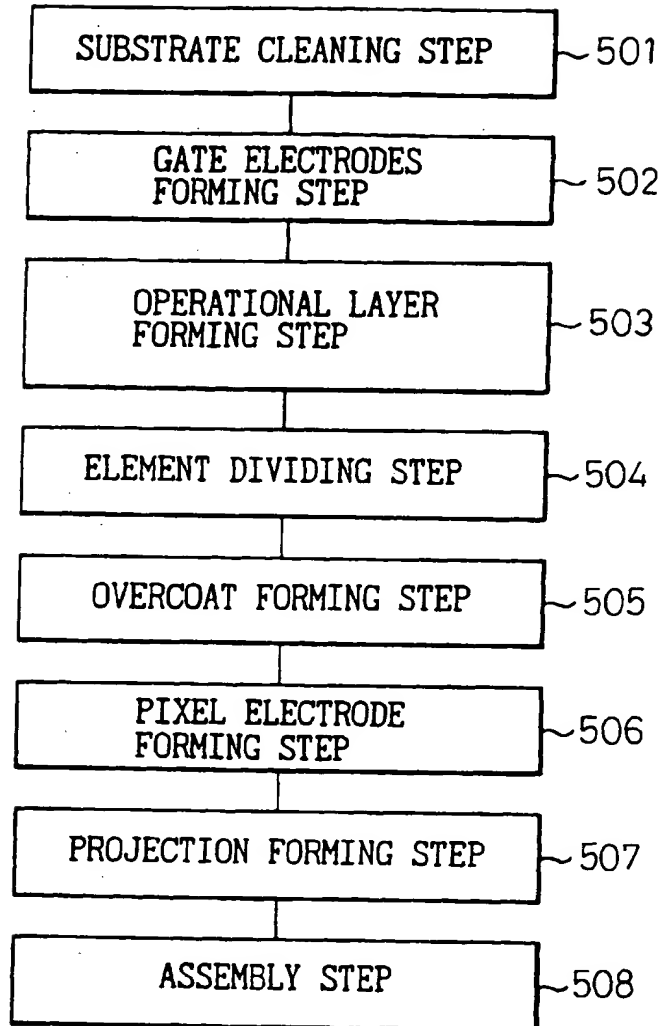 SUBSTRATE CLEANING STEP 501
GATE ELECTRODES
FORMING STEP 502
OPERATIONAL LAYER
FORMING STEP 503
ELEMENT DIVIDING STEP 504
OVERCOAT FORMING STEP 505
PIXEL ELECTRODE
FORMING STEP 506
PROJECTION FORMING STEP 507
ASSEMBLY STEP 508